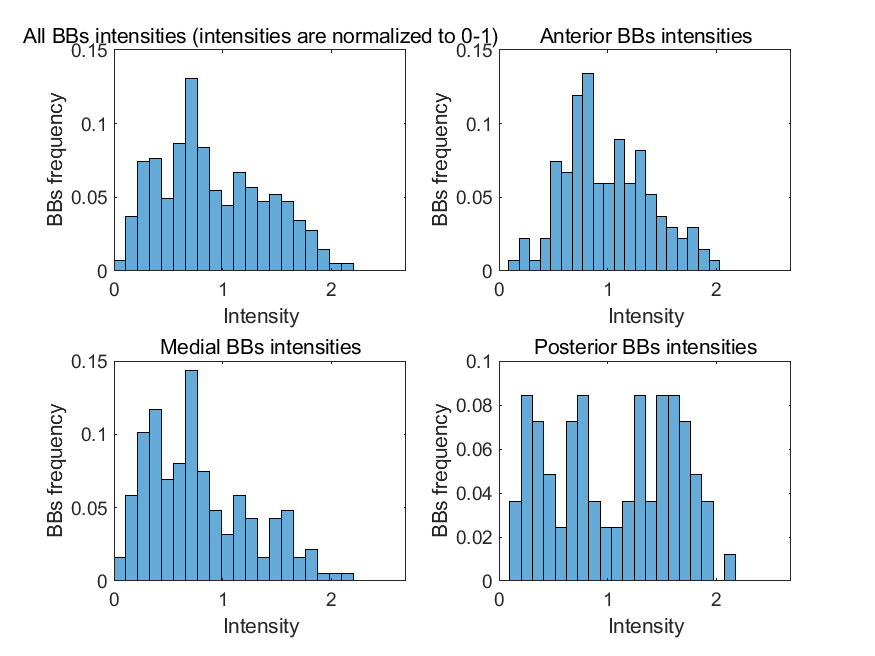 All BBs intensities (intensities are normalized to 0-1)
0.15
0.1
0.05
0
BBs frequency
0 1 2
Intensity
Anterior BBs intensities
0.15
0.1
0.05
0
BBs frequency
0 1 2
Intensity
Medial BBs intensities
0.15
0.1
0.05
0
BBs frequency
0 1 2
Intensity
Posterior BBs intensities
0.1
0.08
0.06
0.04
0.02
0
BBs frequency
0 1 2
Intensity